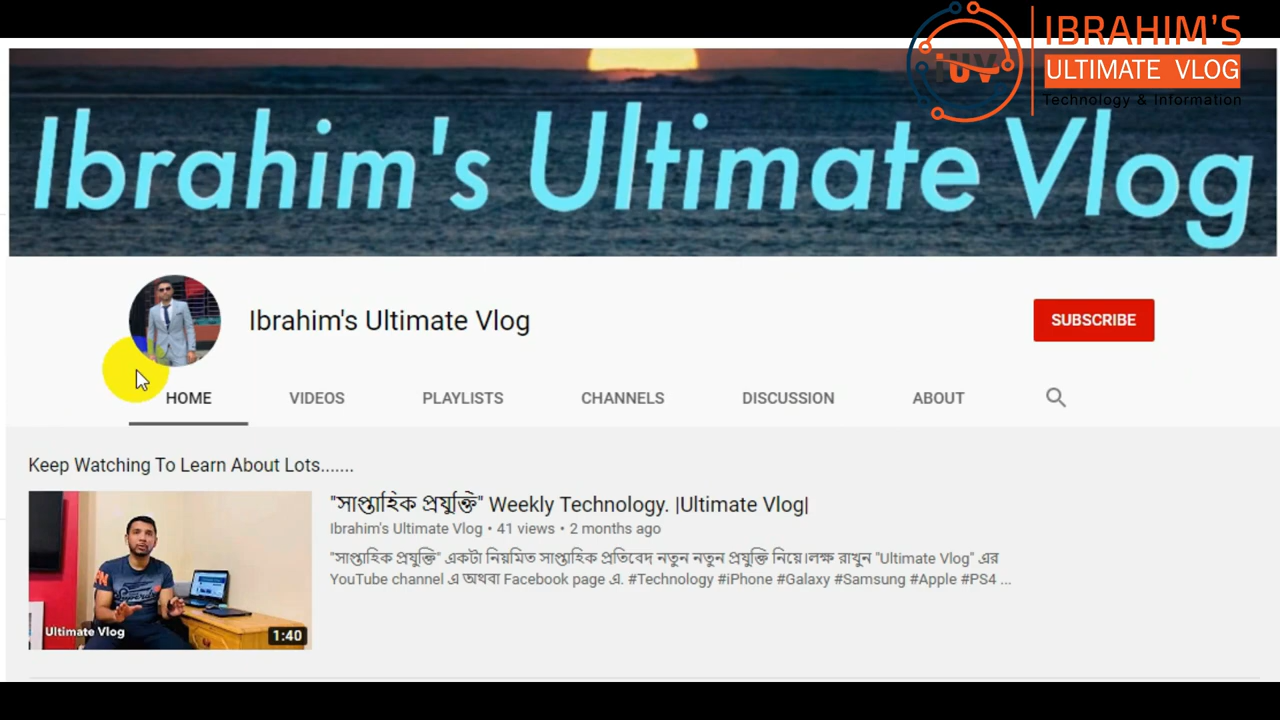 IBRAHIM'S
ULTIMATE VLOG
Technology & Information
iUV
Ibrahim's Ultimate Vlog
Ibrahim's Ultimate Vlog
SUBSCRIBE
HOME
VIDEOS
PLAYLISTS
CHANNELS
DISCUSSION
ABOUT
Keep Watching To Learn About Lots.......
"সাপ্তাহিক প্রযুক্তি" Weekly Technology. |Ultimate Vlog|
Ibrahim's Ultimate Vlog • 41 views • 2 months ago
"সাপ্তাহিক প্রযুক্তি" একটা নিয়মিত সাপ্তাহিক প্রতিবেদ নতুন নতুন প্রযুক্তি নিয়ে।লক্ষ রাখুন "Ultimate Vlog" এর
YouTube channel এ অথবা Facebook page এ. #Technology #iPhone #Galaxy #Samsung #Apple #PS4 ...
Ultimate Vlog
1:40